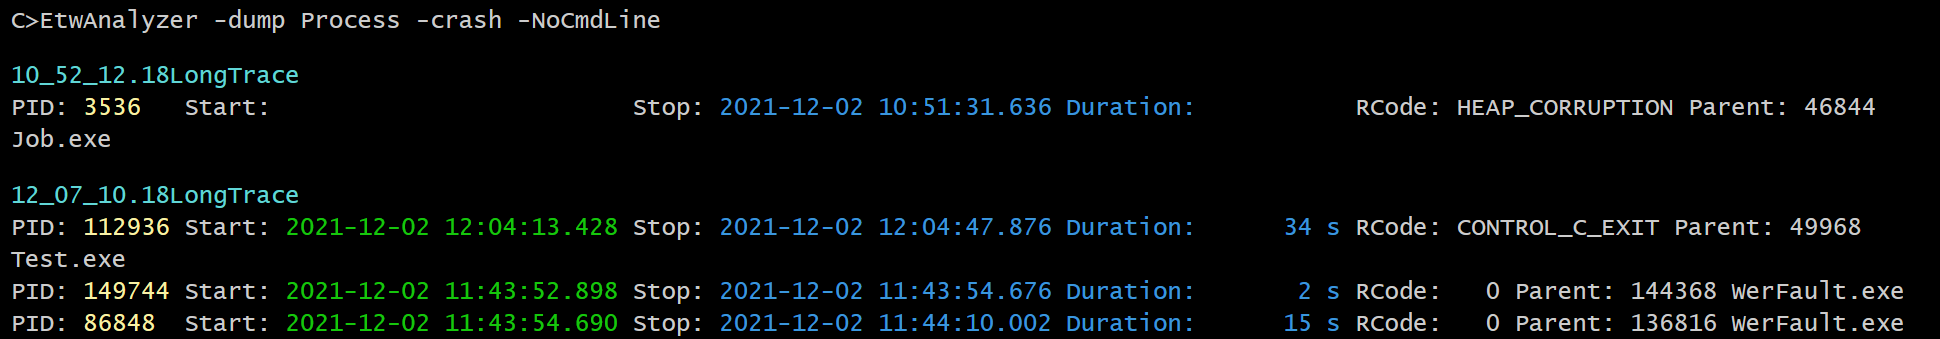 C>EtwAnalyzer -dump Process -crash -NoCmdLine
10_52_12.18LongTrace
PID: 3536   Start:                         Stop: 2021-12-02 10:51:31.636 Duration:           RCode: HEAP_CORRUPTION Parent: 46844
Job.exe
12_07_10.18LongTrace
PID: 112936 Start: 2021-12-02 12:04:13.428 Stop: 2021-12-02 12:04:47.876 Duration:      34 s RCode: CONTROL_C_EXIT Parent: 49968
Test.exe
PID: 149744 Start: 2021-12-02 11:43:52.898 Stop: 2021-12-02 11:43:54.676 Duration:       2 s RCode:   0 Parent: 144368 WerFault.exe
PID: 86848  Start: 2021-12-02 11:43:54.690 Stop: 2021-12-02 11:44:10.002 Duration:      15 s RCode:   0 Parent: 136816 WerFault.exe